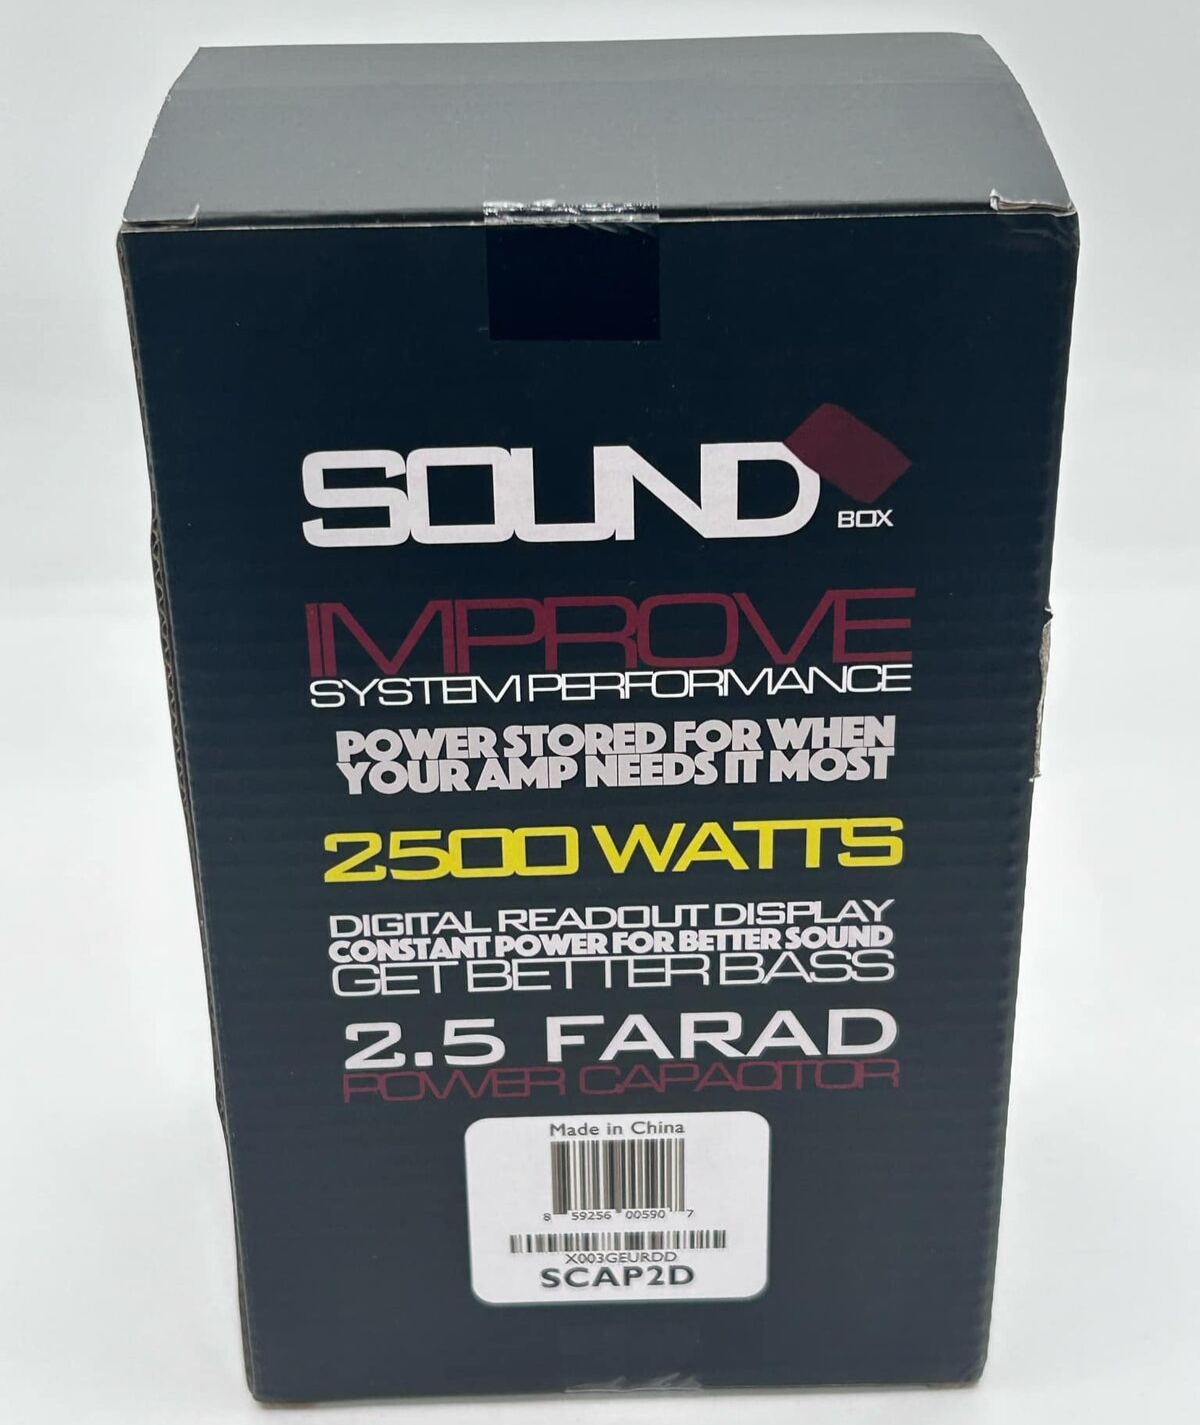 SOUND
BOX
IMPROVE
SYSTEM PERFORMANCE
POWER STORED FOR WHEN
YOUR AMP NEEDS IT MOST
2500 WATTS
DIGITAL READOUT DISPLAY
CONSTANT POWER FOR BETTER SOUND
GET BETTER BASS
2.5 FARAD
POWER CAPACITOR
Made in China
8 59256 00590 7
X003GEURDD
SCAP2D